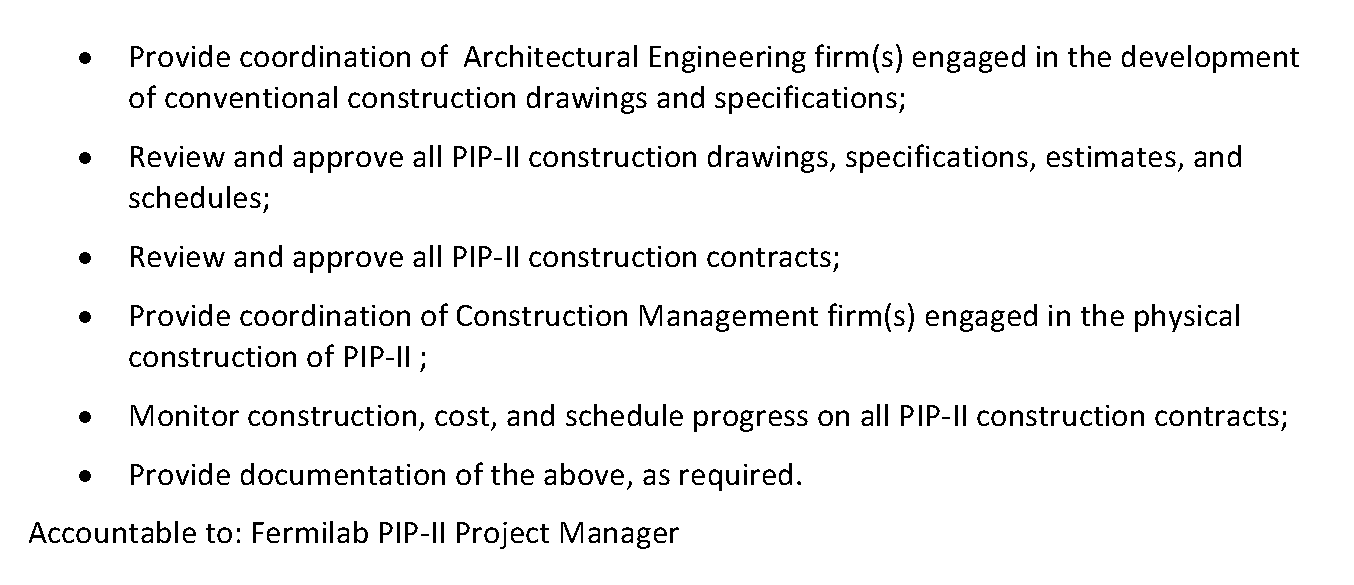 • Provide coordination of  Architectural Engineering firm(s) engaged in the development
of conventional construction drawings and specifications;
• Review and approve all PIP-II construction drawings, specifications, estimates, and
schedules;
• Review and approve all PIP-II construction contracts;
• Provide coordination of Construction Management firm(s) engaged in the physical
construction of PIP-II ;
• Monitor construction, cost, and schedule progress on all PIP-II construction contracts;
• Provide documentation of the above, as required.
Accountable to: Fermilab PIP-II Project Manager